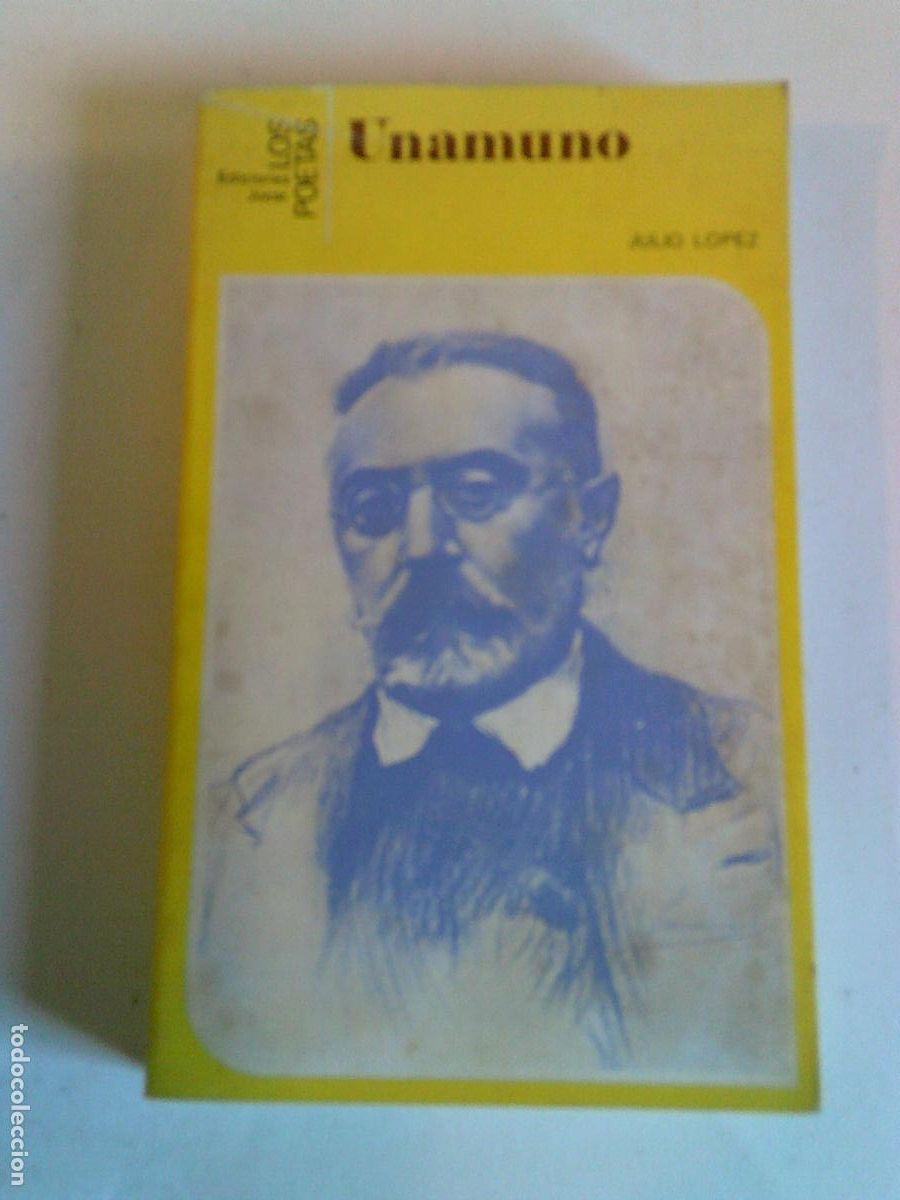 Ediciones
Júcar
LOS
POETAS
Unamuno
JULIO LOPEZ
todocoleccion